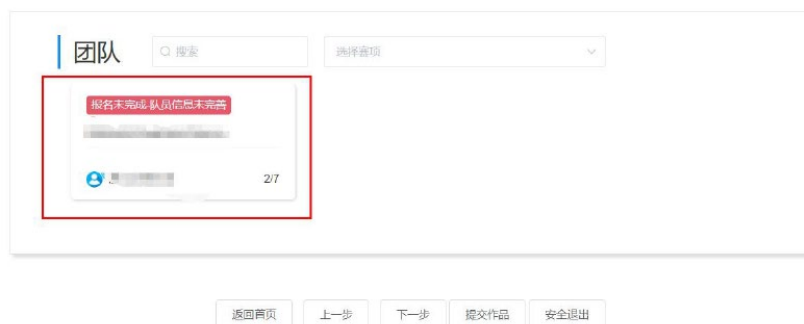 团队
搜索
选择赛项
报名未完成-队员信息未完善
2/7
返回首页 上一步 下一步 提交作品 安全退出